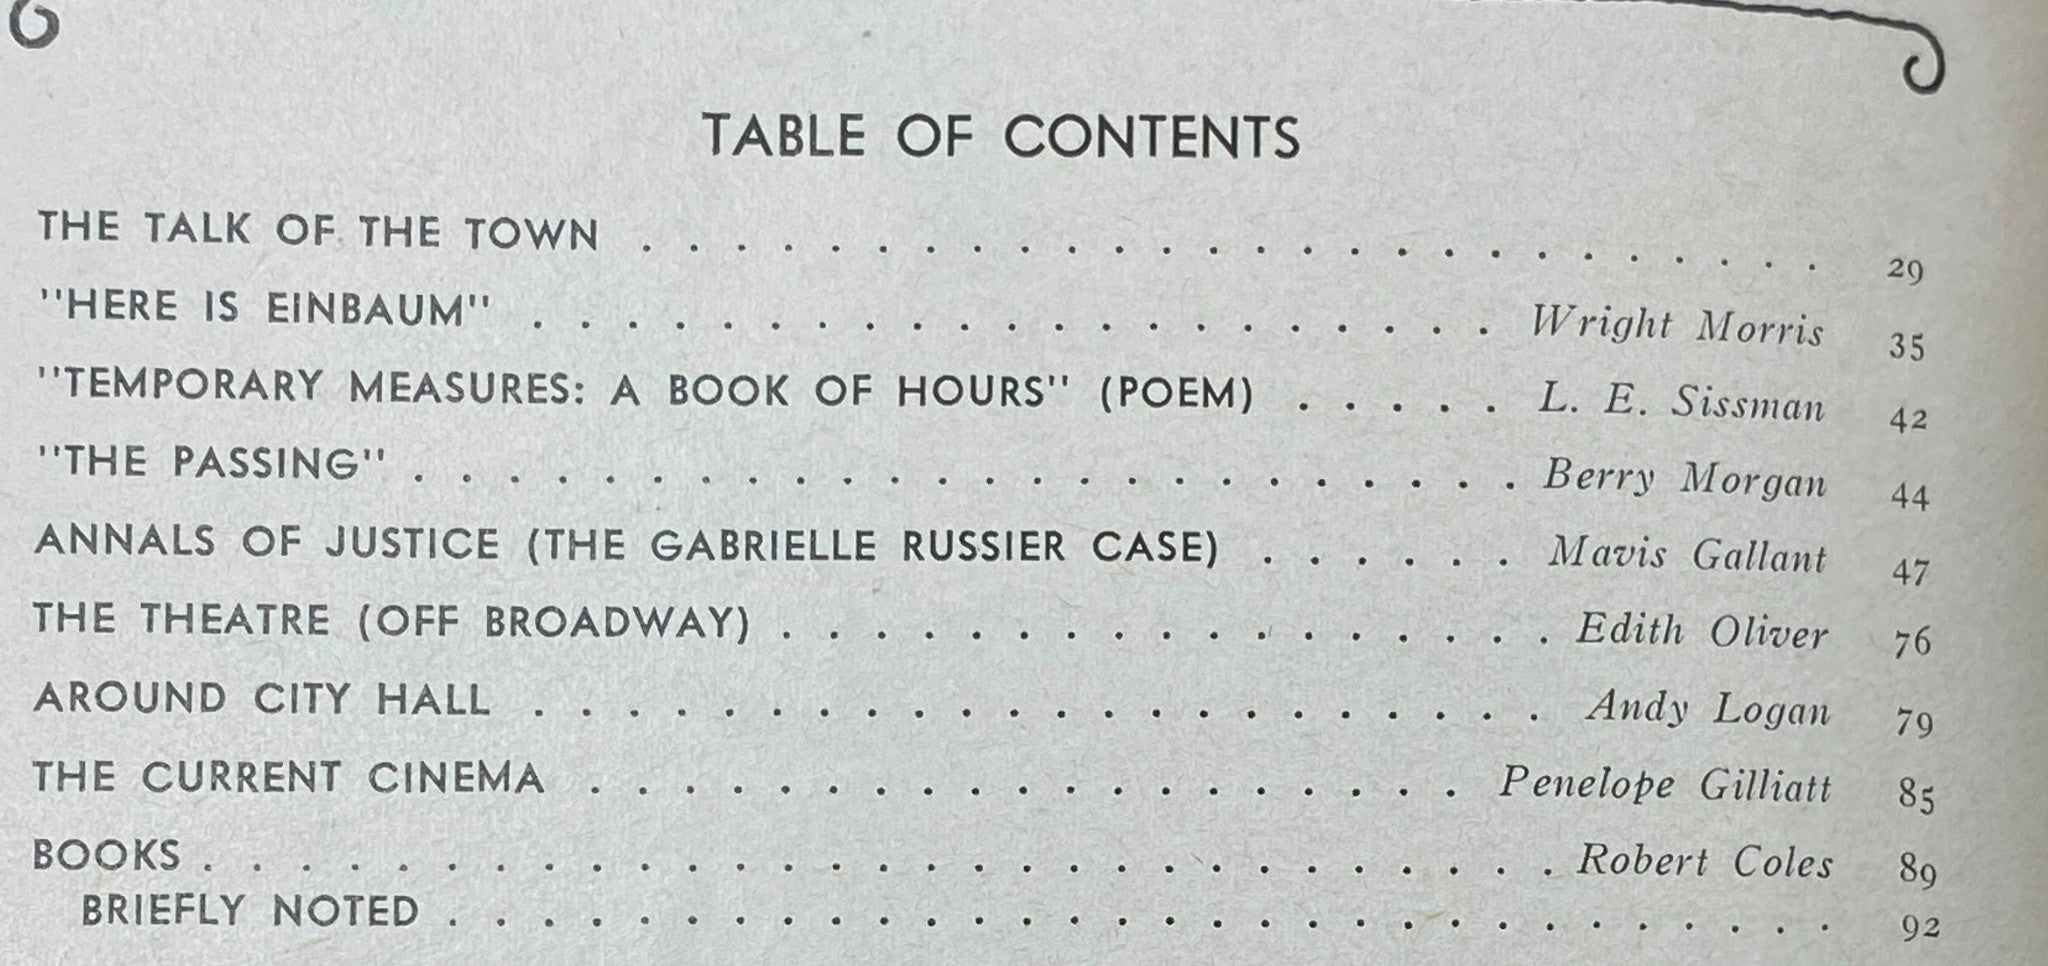 TABLE OF CONTENTS
THE TALK OF THE TOWN . . . . . . . . . . . . . . . . . . . . . . . . . . 29
"HERE IS EINBAUM" . . . . . . . . . . . . . . . . . . . . . Wright Morris 35
"TEMPORARY MEASURES: A BOOK OF HOURS" (POEM) . . . . . L. E. Sissman 42
"THE PASSING" . . . . . . . . . . . . . . . . . . . . . . . . Berry Morgan 44
ANNALS OF JUSTICE (THE GABRIELLE RUSSIER CASE) . . . . . . Mavis Gallant 47
THE THEATRE (OFF BROADWAY) . . . . . . . . . . . . . . . . . Edith Oliver 76
AROUND CITY HALL . . . . . . . . . . . . . . . . . . . . . . Andy Logan 79
THE CURRENT CINEMA . . . . . . . . . . . . . . . . . . . Penelope Gilliatt 85
BOOKS . . . . . . . . . . . . . . . . . . . . . . . . . . . . . Robert Coles 89
BRIEFLY NOTED . . . . . . . . . . . . . . . . . . . . . . . . . . . . . . 92